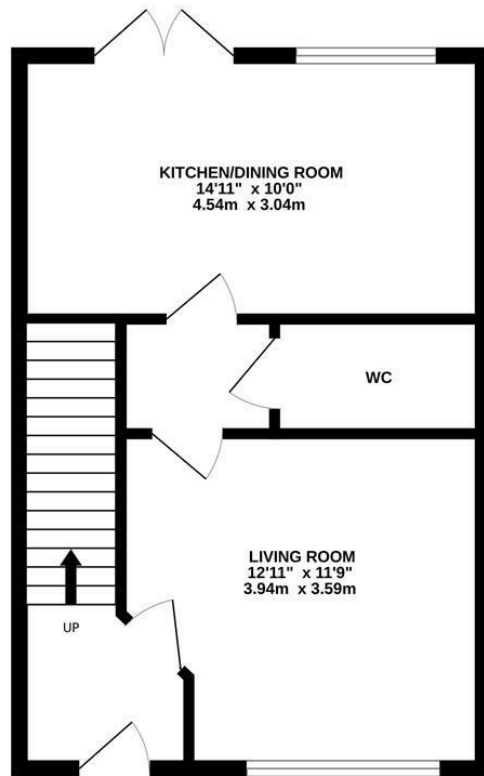 KITCHEN/DINING ROOM
14'11" x 10'0"
4.54m x 3.04m
WC
LIVING ROOM
12'11" x 11'9"
3.94m x 3.59m
UP